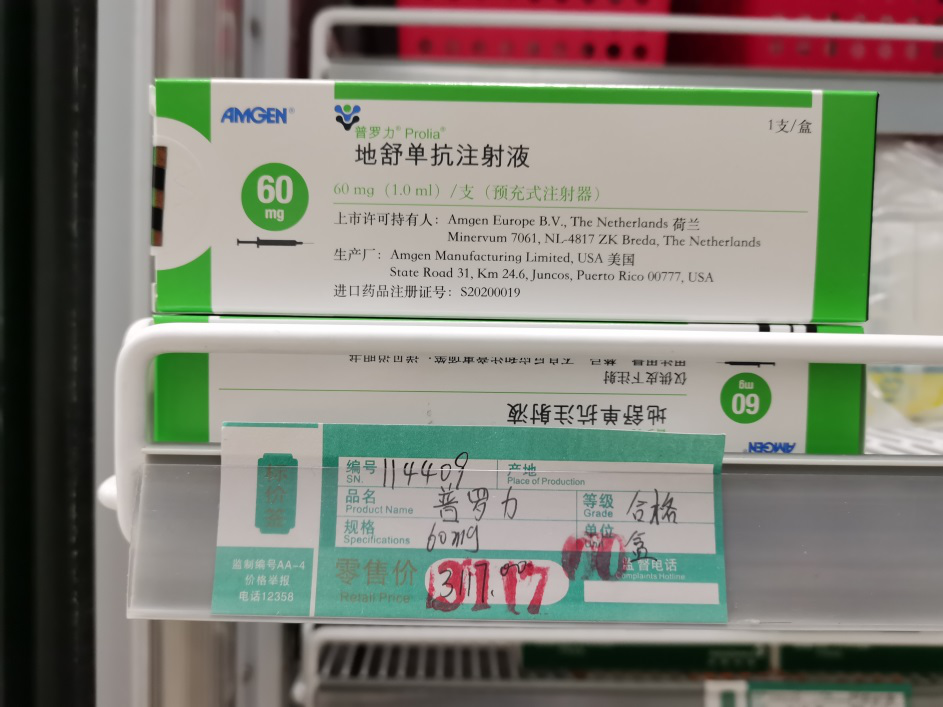 AMGEN®
普罗力® Prolia®
地舒单抗注射液
1支/盒
60 mg
60 mg (1.0 ml) /支 (预充式注射器)
上市许可持有人: Amgen Europe B.V., The Netherlands 荷兰
Minervum 7061, NL-4817 ZK Breda, The Netherlands
生产厂: Amgen Manufacturing Limited, USA 美国
State Road 31, Km 24.6, Juncos, Puerto Rico 00777, USA
进口药品注册证号: S20200019
仅供皮下注射
60 mg
地舒单抗注射液
AMGEN
标价签
监制编号AA-4
价格举报
电话12358
编号 114409 产地
SN. Place of Production
品名 普罗力 等级 合格
Product Name Grade
规格 60mg 单位 盒
Specifications
零售价 监督电话
Retail Price Complaints Hotline